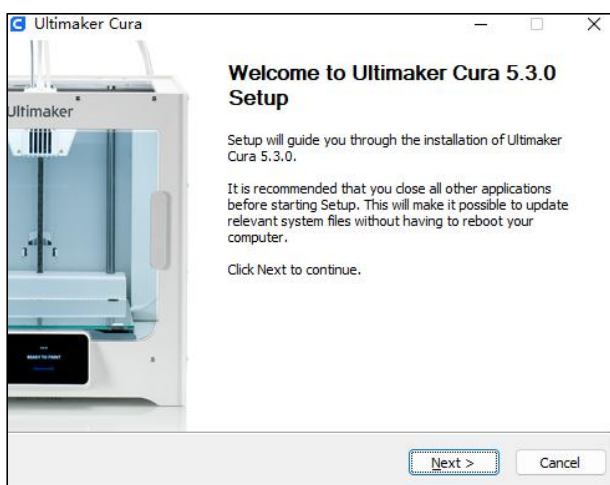 Ultimaker Cura
Welcome to Ultimaker Cura 5.3.0
Setup
Setup will guide you through the installation of Ultimaker
Cura 5.3.0.
It is recommended that you close all other applications
before starting Setup. This will make it possible to update
relevant system files without having to reboot your
computer.
Click Next to continue.
Ultimaker
READY TO PRINT
Next >
Cancel